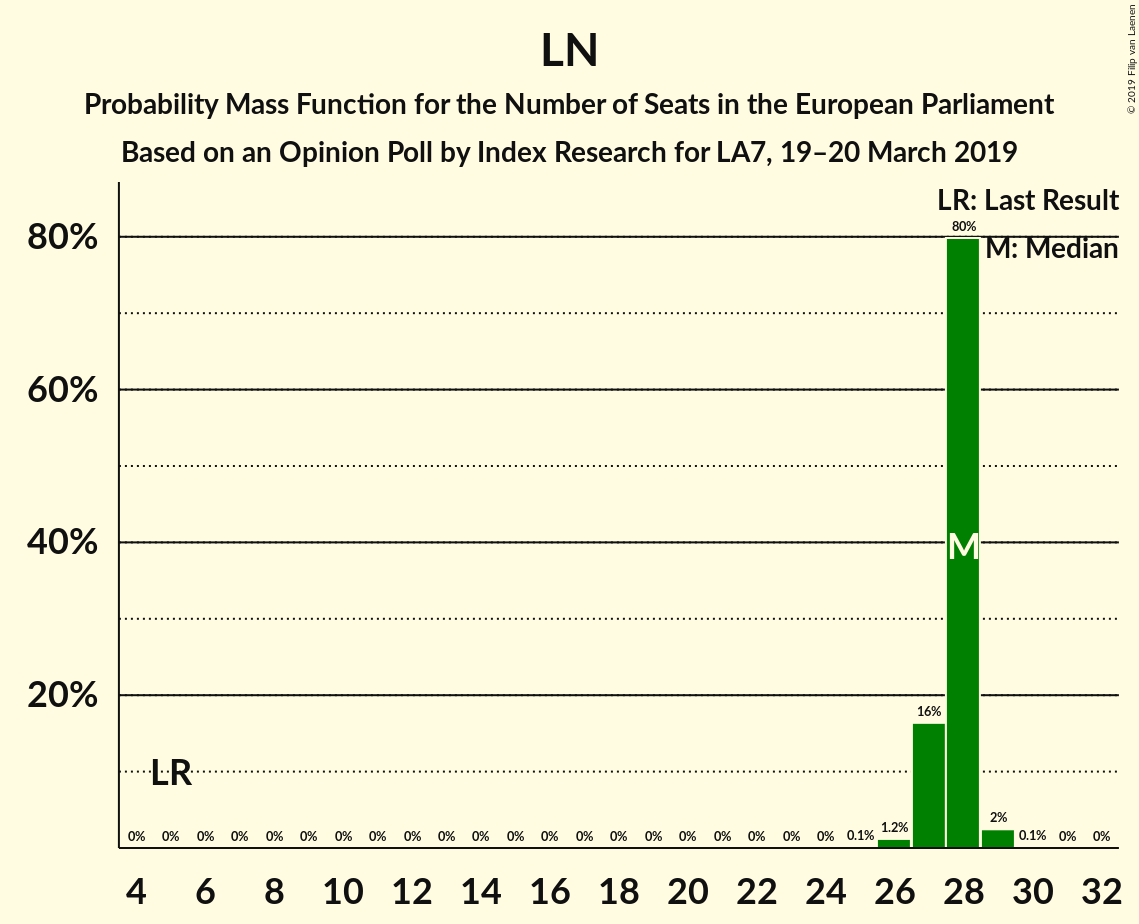 LN
Probability Mass Function for the Number of Seats in the European Parliament
Based on an Opinion Poll by Index Research for LA7, 19–20 March 2019
© 2019 Filip van Laenen
LR: Last Result
M: Median
80%
60%
40%
20%
80%
M
16%
LR
0% 0% 0% 0% 0% 0% 0% 0% 0% 0% 0% 0% 0% 0% 0% 0% 0% 0% 0% 0% 0% 0.1% 1.2% 2% 0.1% 0% 0%
4 6 8 10 12 14 16 18 20 22 24 26 28 30 32